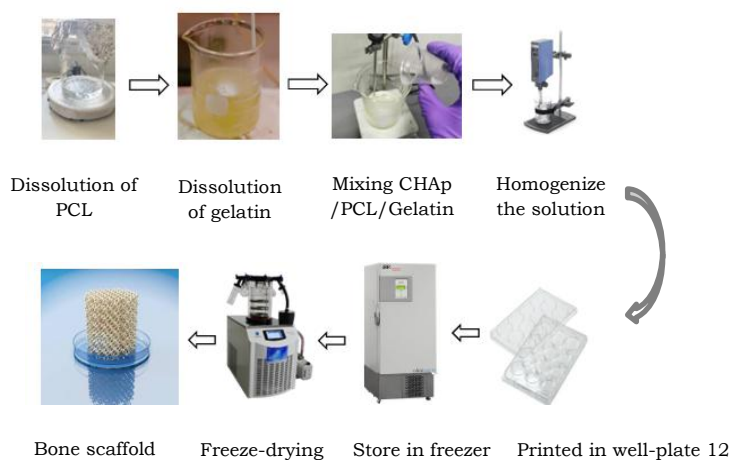 Dissolution of
PCL
Dissolution
of gelatin
Mixing CHAp
/PCL/Gelatin
Homogenize
the solution
Bone scaffold
Freeze-drying
Store in freezer
Printed in well-plate 12